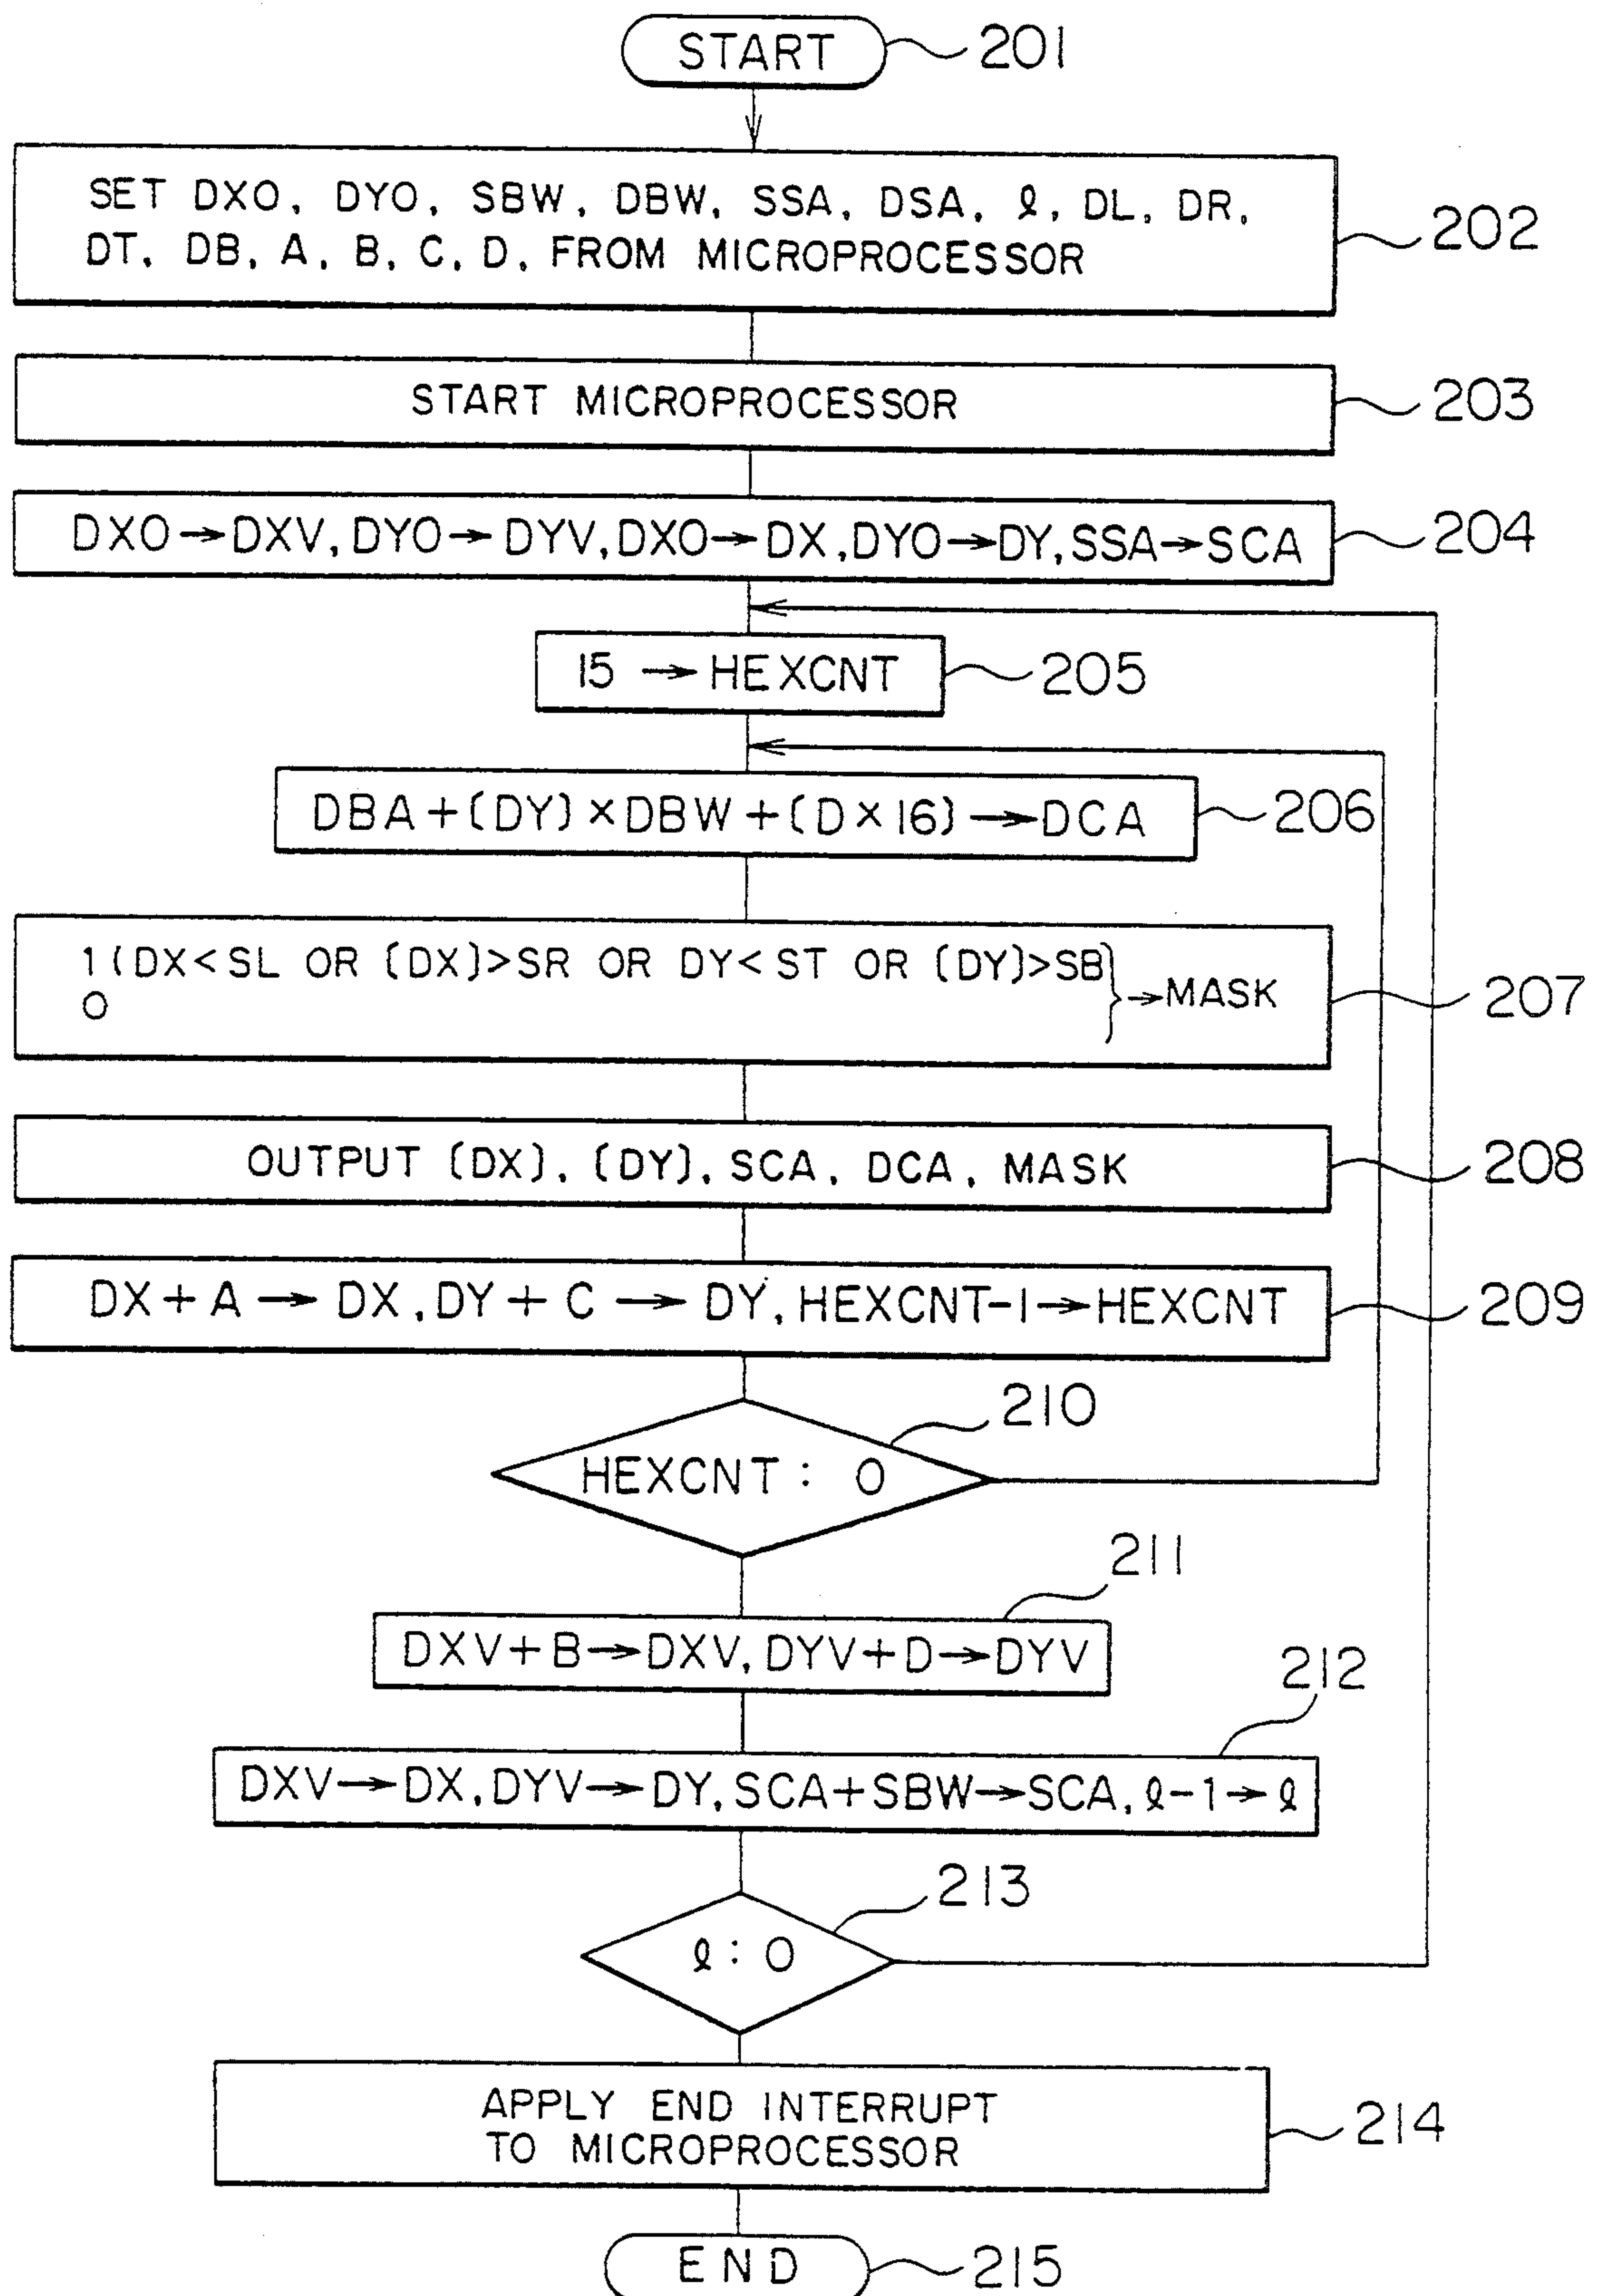 START 201
SET DXO, DYO, SBW, DBW, SSA, DSA, ℓ, DL, DR,
DT, DB, A, B, C, D, FROM MICROPROCESSOR 202
START MICROPROCESSOR 203
DXO→DXV, DYO→DYV, DXO→DX, DYO→DY, SSA→SCA 204
15 → HEXCNT 205
DBA+[DY]×DBW+[D×16]→DCA 206
1 (DX<SL OR [DX]>SR OR DY<ST OR [DY]>SB
0 } →MASK 207
OUTPUT [DX], [DY], SCA, DCA, MASK 208
DX+A → DX, DY+C → DY, HEXCNT-1→HEXCNT 209
HEXCNT: 0 210
DXV+B→DXV, DYV+D→DYV 211
DXV→DX, DYV→DY, SCA+SBW→SCA, ℓ-1→ℓ 212
ℓ: 0 213
APPLY END INTERRUPT
TO MICROPROCESSOR 214
END 215